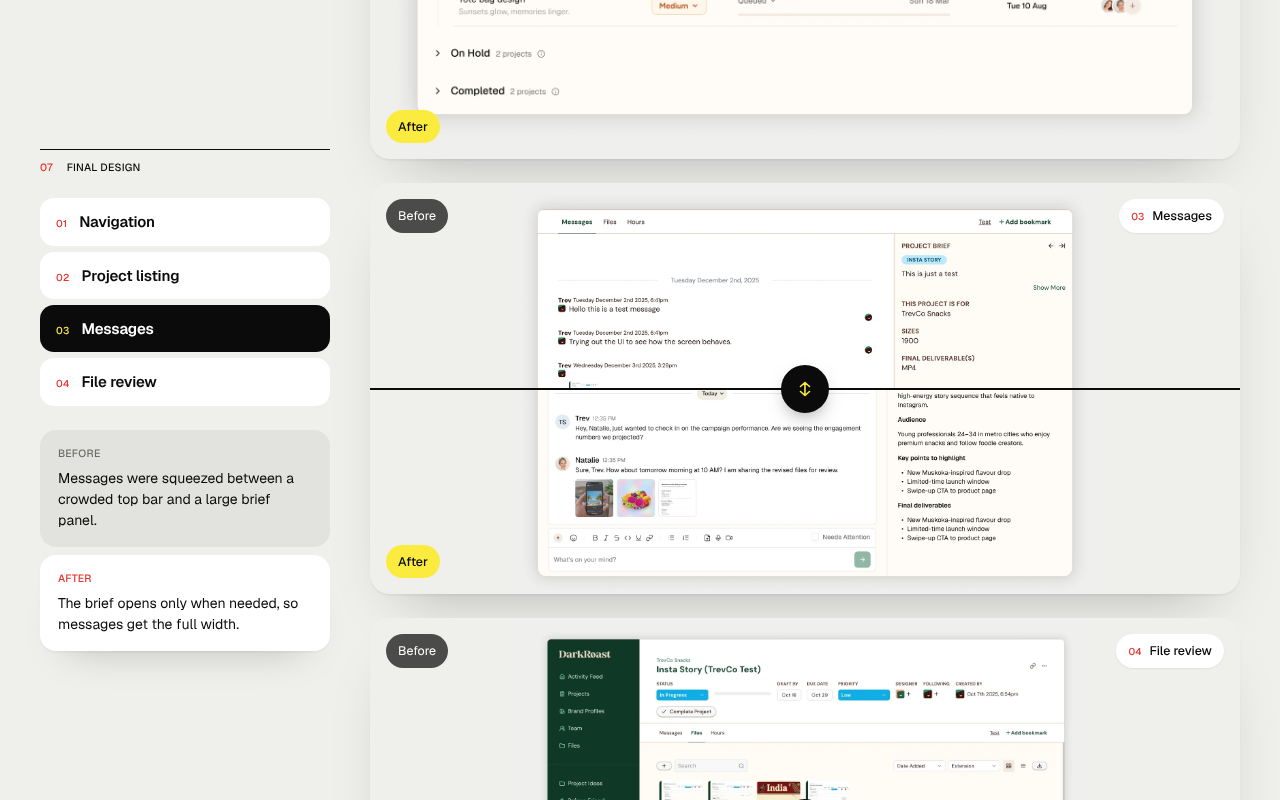 Tote Bag design
Sunsets glow, memories linger.
Medium
Queued
Sun 16 Mar
Tue 10 Aug
On Hold 2 projects
Completed 2 projects
After
07 FINAL DESIGN
01 Navigation
02 Project listing
03 Messages
04 File review
BEFORE
Messages were squeezed between a
crowded top bar and a large brief
panel.
AFTER
The brief opens only when needed, so
messages get the full width.
Before
03 Messages
Messages Files Hours
Test + Add bookmark
Tuesday December 2nd, 2025
Trev Tuesday December 2nd 2025, 6:41pm
Hello this is a test message
Trev Tuesday December 2nd 2025, 6:43pm
Trying out the UI to see how the screen behaves.
Trev Wednesday December 3rd 2025, 3:29pm
PROJECT BRIEF
INSTA STORY
This is just a test
Show More
THIS PROJECT IS FOR
TrevCo Snacks
SIZES
1900
FINAL DELIVERABLE(S)
MP4
Today
TS Trev 12:35 PM
Hey, Natalie, just wanted to check in on the campaign performance. Are we seeing the engagement
numbers we projected?
Natalie 12:35 PM
Sure, Trev. How about tomorrow morning at 10 AM? I am sharing the revised files for review.
B I S
Needs Attention
What's on your mind?
high-energy story sequence that feels native to
Instagram.
Audience
Young professionals 24–34 in metro cities who enjoy
premium snacks and follow foodie creators.
Key points to highlight
• New Muskoka-inspired flavour drop
• Limited-time launch window
• Swipe-up CTA to product page
Final deliverables
• New Muskoka-inspired flavour drop
• Limited-time launch window
• Swipe-up CTA to product page
After
Before
04 File review
DarkRoast
Activity Feed
Projects
Brand Profiles
Team
Files
Project Ideas
TrevCo Snacks
Insta Story (TrevCo Test)
STATUS DRAFT BY DUE DATE PRIORITY DESIGNER FOLLOWING CREATED BY
In Progress Oct 16 Oct 29 Low Oct 7th 2025, 6:54pm
Complete Project
Messages Files Hours
Test + Add bookmark
Search
Date Added Extension
India